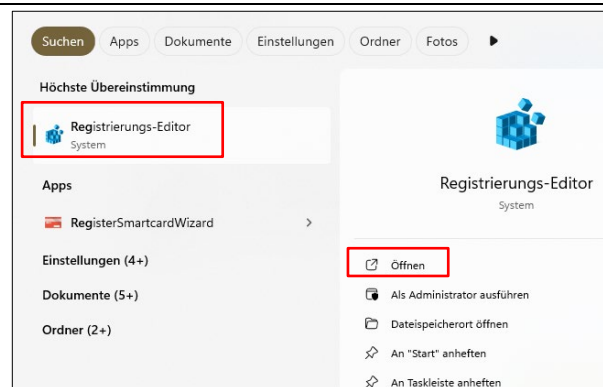 Suchen Apps Dokumente Einstellungen Ordner Fotos
Höchste Übereinstimmung
Registrierungs-Editor
System
Apps
RegisterSmartcardWizard
Einstellungen (4+)
Dokumente (5+)
Ordner (2+)
Registrierungs-Editor
System
Öffnen
Als Administrator ausführen
Dateispeicherort öffnen
An "Start" anheften
An Taskleiste anheften